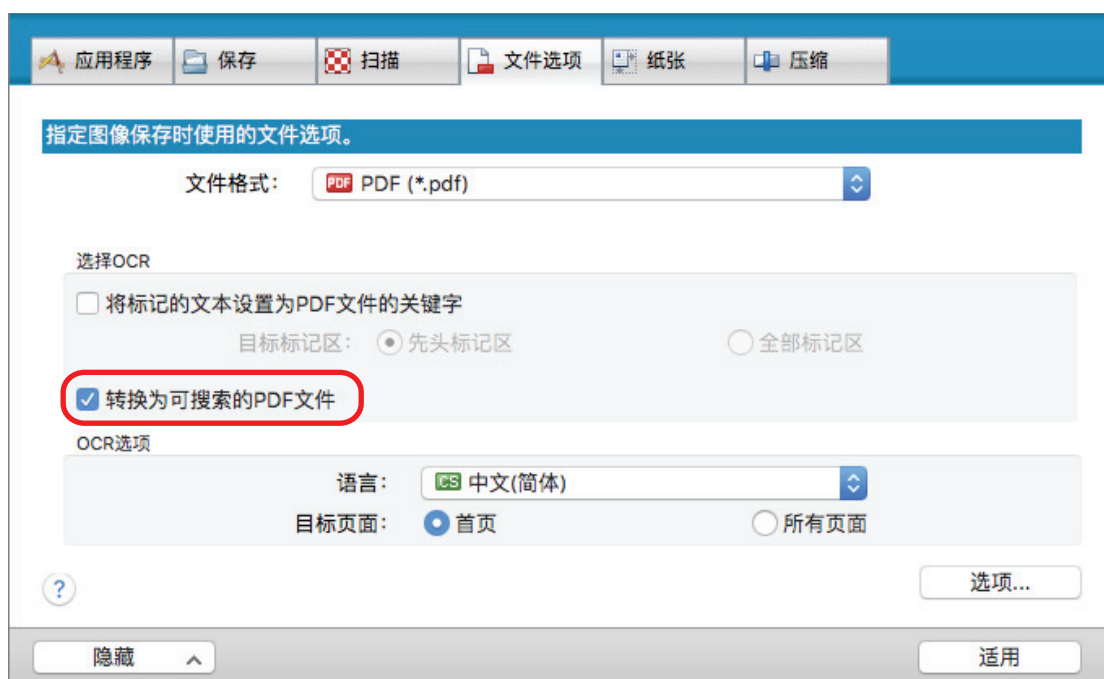 应用程序 保存 扫描 文件选项 纸张 压缩
指定图像保存时使用的文件选项。
文件格式： PDF PDF (*.pdf)
选择OCR
将标记的文本设置为PDF文件的关键字
目标标记区： 先头标记区 全部标记区
转换为可搜索的PDF文件
OCR选项
语言： CS 中文(简体)
目标页面： 首页 所有页面
? 选项...
隐藏 适用